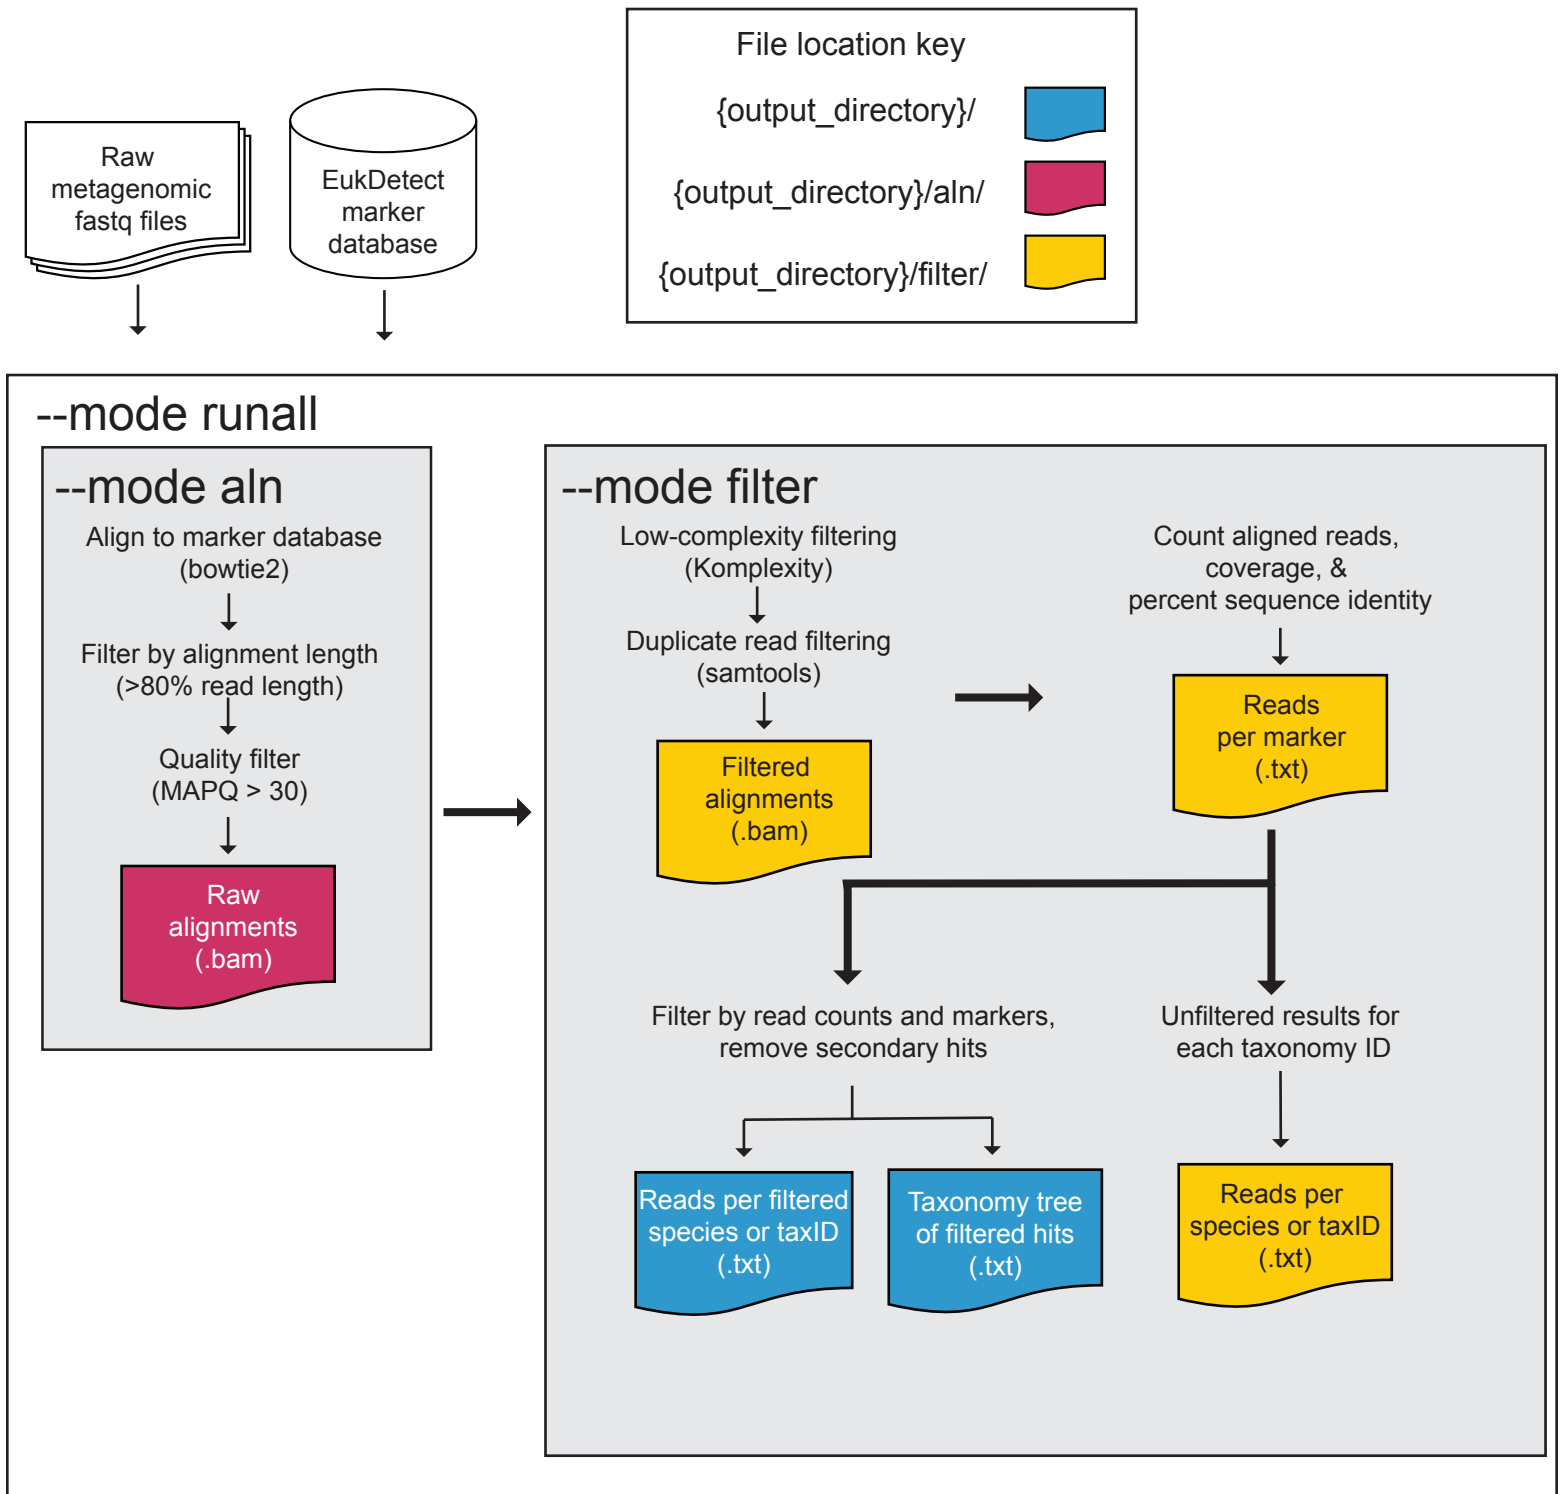 File location key
{output_directory}/
{output_directory}/aln/
{output_directory}/filter/
Raw
metagenomic
fastq files
EukDetect
marker
database
--mode runall
--mode aln
Align to marker database
(bowtie2)
Filter by alignment length
(>80% read length)
Quality filter
(MAPQ > 30)
Raw
alignments
(.bam)
--mode filter
Low-complexity filtering
(Komplexity)
Duplicate read filtering
(samtools)
Filtered
alignments
(.bam)
Count aligned reads,
coverage, &
percent sequence identity
Reads
per marker
(.txt)
Filter by read counts and markers,
remove secondary hits
Reads per filtered
species or taxID
(.txt)
Taxonomy tree
of filtered hits
(.txt)
Unfiltered results for
each taxonomy ID
Reads per
species or taxID
(.txt)